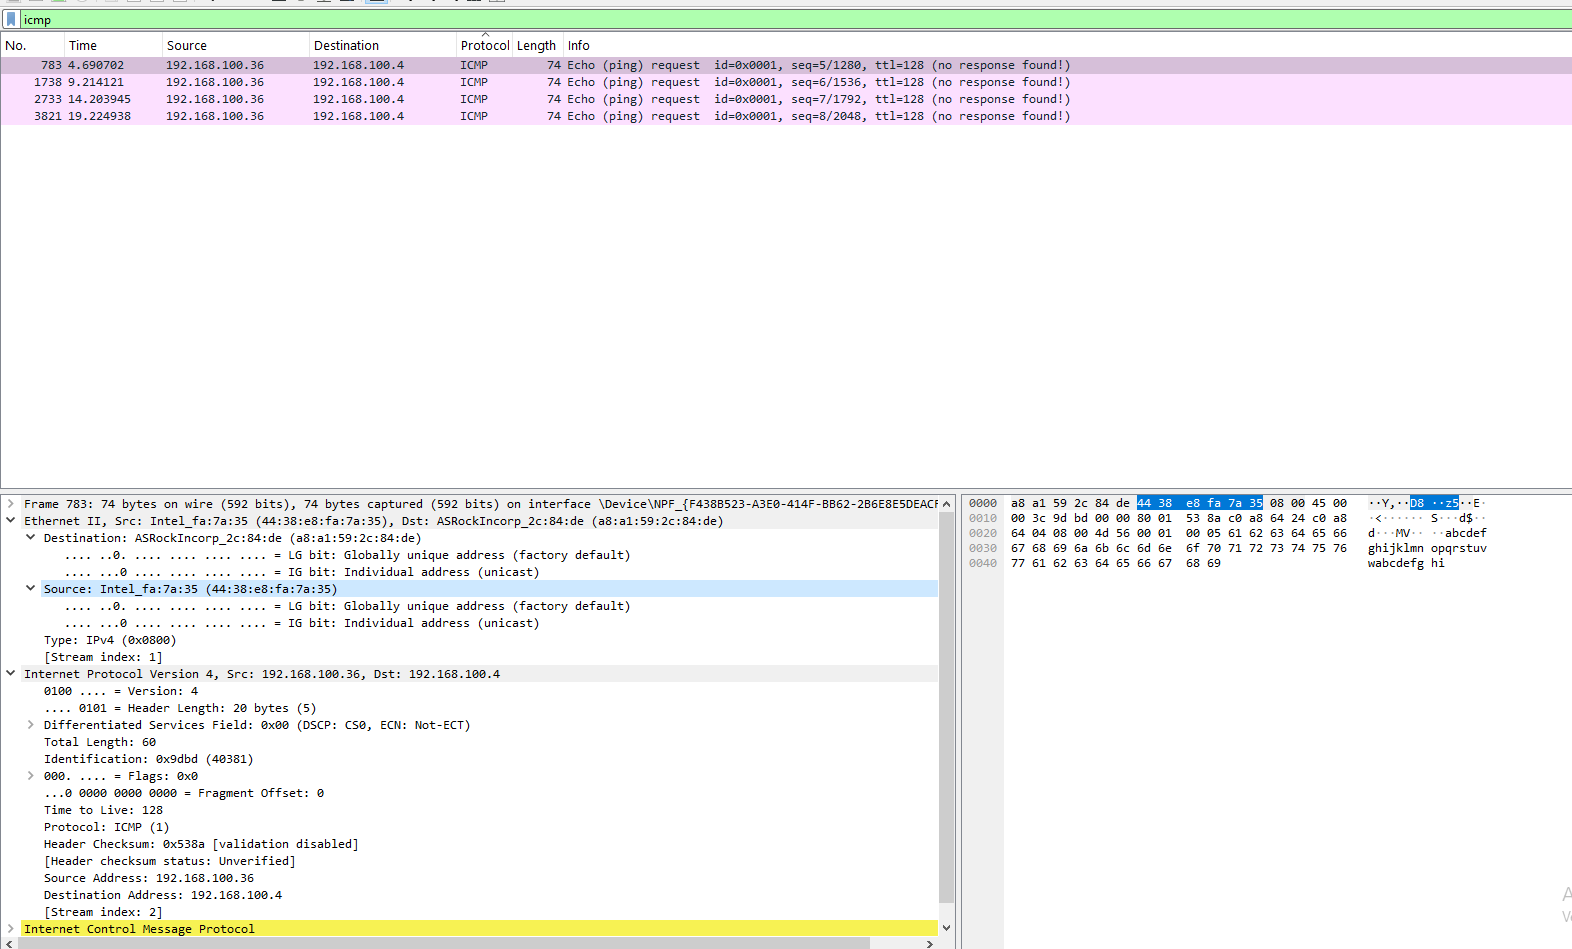 icmp
No. Time Source Destination Protocol Length Info
783 4.690702 192.168.100.36 192.168.100.4 ICMP 74 Echo (ping) request id=0x0001, seq=5/1280, ttl=128 (no response found!)
1738 9.214121 192.168.100.36 192.168.100.4 ICMP 74 Echo (ping) request id=0x0001, seq=6/1536, ttl=128 (no response found!)
2733 14.203945 192.168.100.36 192.168.100.4 ICMP 74 Echo (ping) request id=0x0001, seq=7/1792, ttl=128 (no response found!)
3821 19.224938 192.168.100.36 192.168.100.4 ICMP 74 Echo (ping) request id=0x0001, seq=8/2048, ttl=128 (no response found!)
Frame 783: 74 bytes on wire (592 bits), 74 bytes captured (592 bits) on interface \Device\NPF_{F438B523-A3E0-414F-BB62-2B6E8E5DEACF
Ethernet II, Src: Intel_fa:7a:35 (44:38:e8:fa:7a:35), Dst: ASRockIncorp_2c:84:de (a8:a1:59:2c:84:de)
Destination: ASRockIncorp_2c:84:de (a8:a1:59:2c:84:de)
.... ..0. .... .... .... .... = LG bit: Globally unique address (factory default)
.... ...0 .... .... .... .... = IG bit: Individual address (unicast)
Source: Intel_fa:7a:35 (44:38:e8:fa:7a:35)
.... ..0. .... .... .... .... = LG bit: Globally unique address (factory default)
.... ...0 .... .... .... .... = IG bit: Individual address (unicast)
Type: IPv4 (0x0800)
[Stream index: 1]
Internet Protocol Version 4, Src: 192.168.100.36, Dst: 192.168.100.4
0100 .... = Version: 4
.... 0101 = Header Length: 20 bytes (5)
Differentiated Services Field: 0x00 (DSCP: CS0, ECN: Not-ECT)
Total Length: 60
Identification: 0x9dbd (40381)
000. .... = Flags: 0x0
...0 0000 0000 0000 = Fragment Offset: 0
Time to Live: 128
Protocol: ICMP (1)
Header Checksum: 0x538a [validation disabled]
[Header checksum status: Unverified]
Source Address: 192.168.100.36
Destination Address: 192.168.100.4
[Stream index: 2]
Internet Control Message Protocol
0000 a8 a1 59 2c 84 de 44 38 e8 fa 7a 35 08 00 45 00 ··Y,··D8 ··z5··E·
0010 00 3c 9d bd 00 00 80 01 53 8a c0 a8 64 24 c0 a8 ·<······ S···d$··
0020 64 04 08 00 4d 56 00 01 00 05 61 62 63 64 65 66 d···MV·· ··abcdef
0030 67 68 69 6a 6b 6c 6d 6e 6f 70 71 72 73 74 75 76 ghijklmn opqrstuv
0040 77 61 62 63 64 65 66 67 68 69 wabcdefg hi